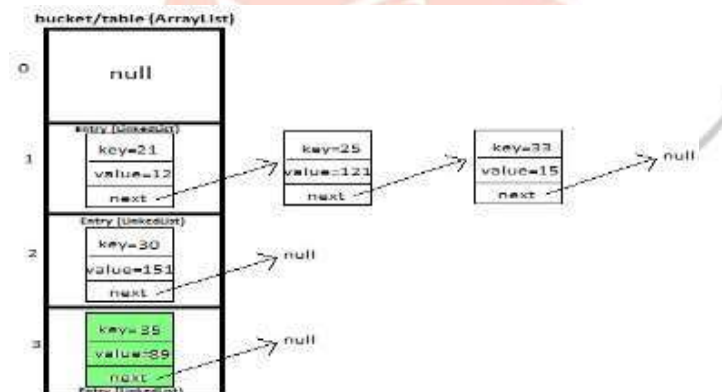 bucket/table (ArrayList)
0
null
1
Entry (LinkedList)
key=21
value=12
next
key=25
value=121
next
key=33
value=15
next
null
2
Entry (LinkedList)
key=30
value=151
next
null
3
key=35
value=89
next
null
Entry (LinkedList)